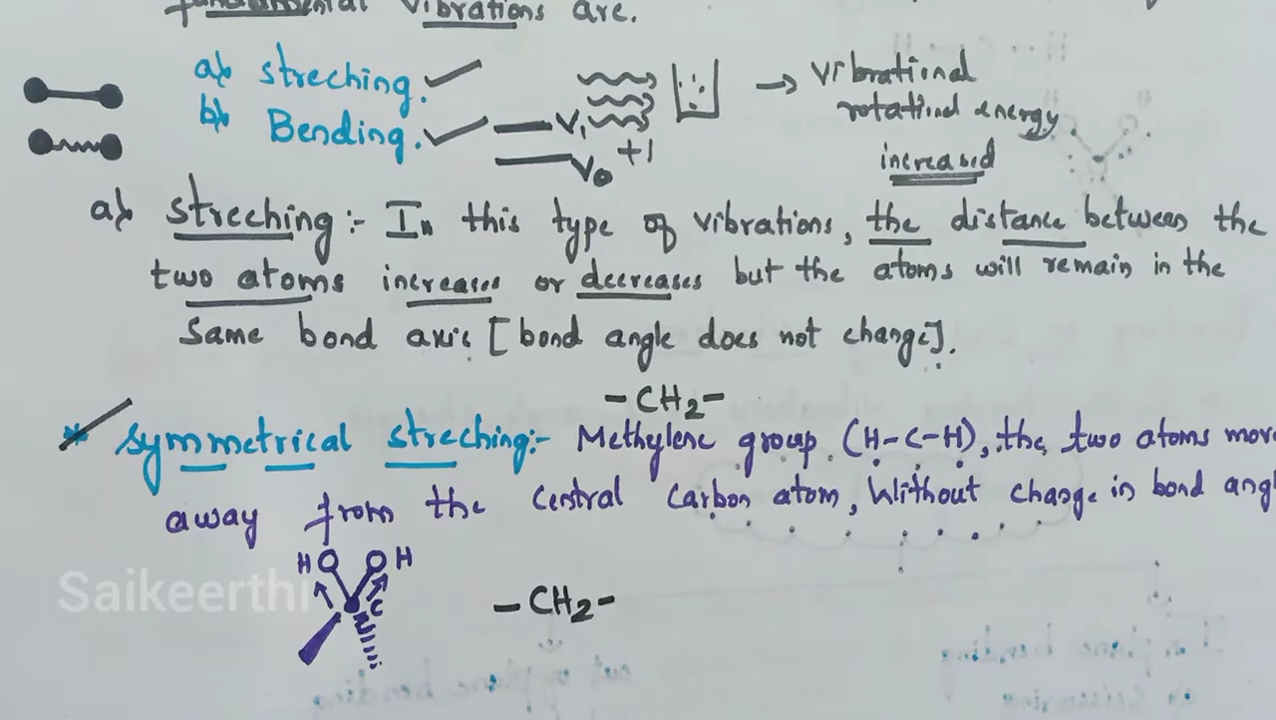 fundamental vibrations are.
a) streching.
b) Bending.
V1
V0
+1
→ vibrational
rotational energy
increased
a) streching:- In this type of vibrations, the distance between the
two atoms increases or decreases but the atoms will remain in the
same bond axis [bond angle does not change].
-CH2-
* symmetrical streching:- Methylene group (H-C-H), the two atoms move
away from the central carbon atom, without change in bond angl
H H
C
-CH2-
Saikeerthi